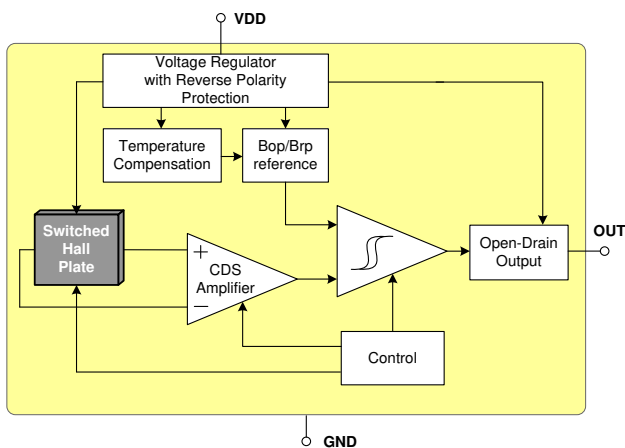 VDD
Voltage Regulator
with Reverse Polarity
Protection
Temperature
Compensation
Bop/Brp
reference
Switched
Hall
Plate
+
CDS
Amplifier
—
Open-Drain
Output
OUT
Control
GND